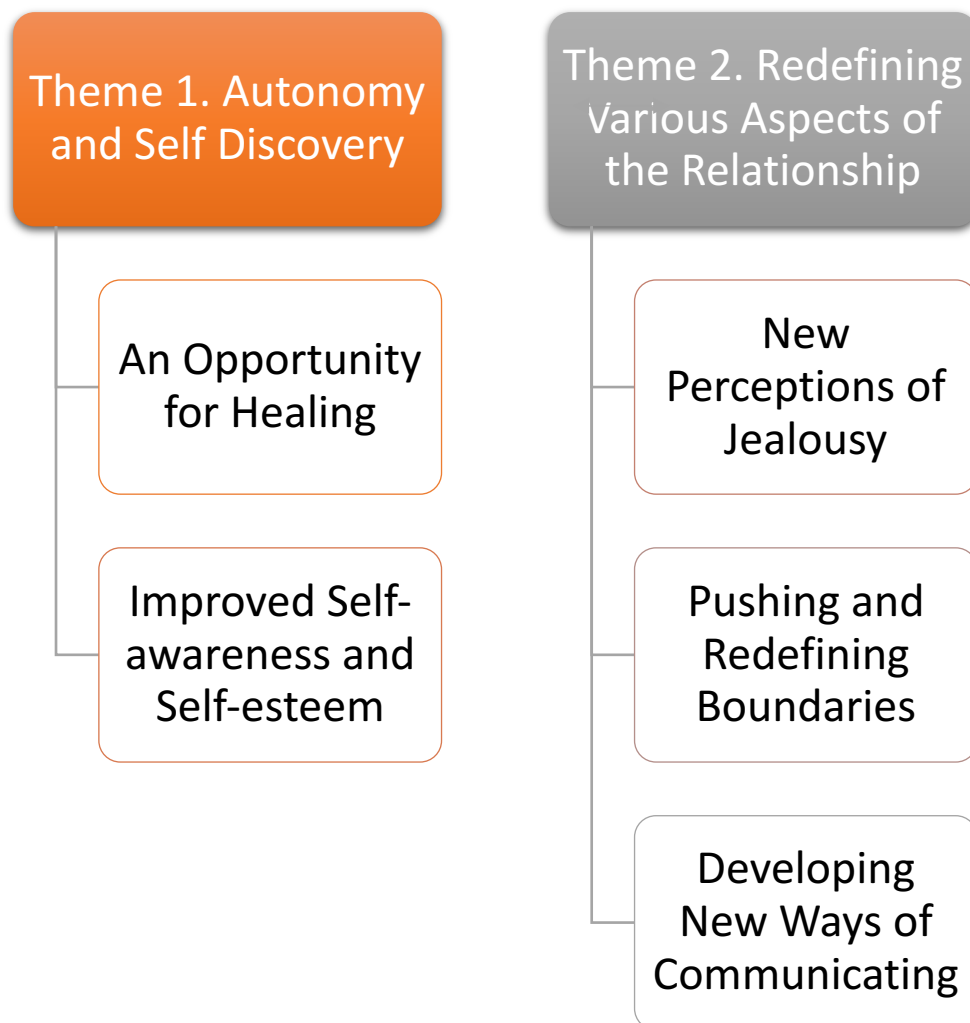 Theme 1. Autonomy
and Self Discovery
An Opportunity
for Healing
Improved Self-
awareness and
Self-esteem
Theme 2. Redefining
Various Aspects of
the Relationship
New
Perceptions of
Jealousy
Pushing and
Redefining
Boundaries
Developing
New Ways of
Communicating